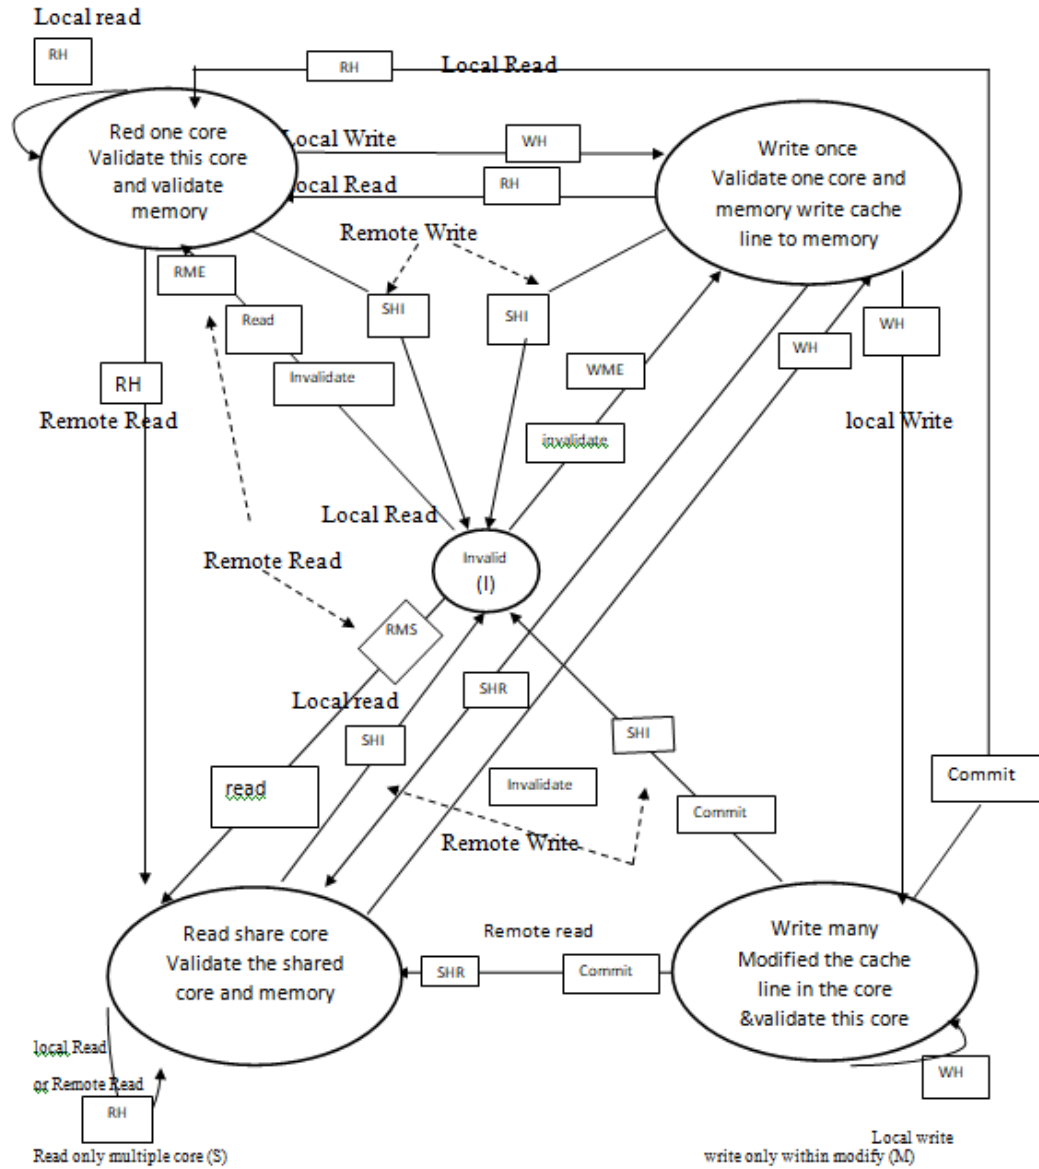 Local read
RH
RH
Local Read
Red one core
Validate this core
and validate
memory
Local Write
WH
Local Read
RH
Write once
Validate one core and
memory write cache
line to memory
Remote Write
RME
SHI
SHI
Read
WH
WH
Invalidate
WME
RH
Remote Read
local Write
invalidate
Local Read
Remote Read
Invalid
(I)
RMS
SHR
Local read
SHI
SHI
read
Invalidate
Commit
Commit
Remote Write
Read share core
Validate the shared
core and memory
Remote read
SHR
Commit
Write many
Modified the cache
line in the core
&validate this core
local Read
or Remote Read
RH
WH
Local write
Read only multiple core (S)
write only within modify (M)